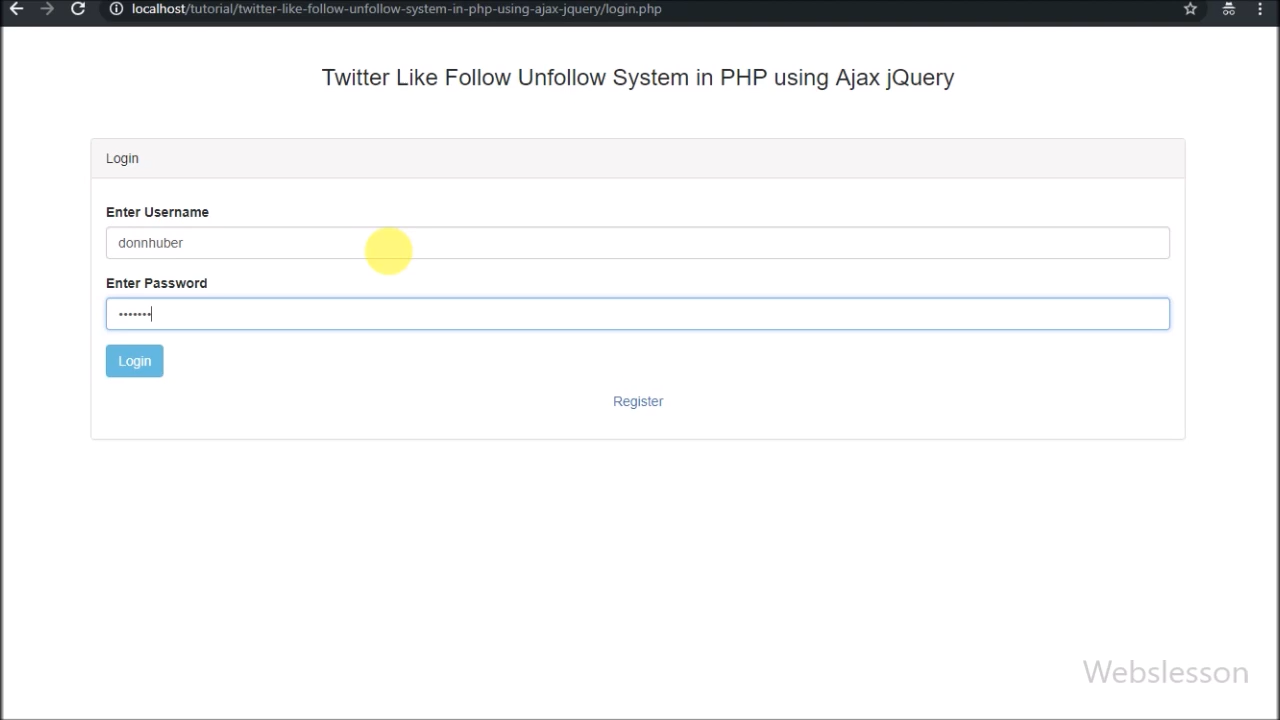 localhost/tutorial/twitter-like-follow-unfollow-system-in-php-using-ajax-jquery/login.php
Twitter Like Follow Unfollow System in PHP using Ajax jQuery
Login
Enter Username
donnhuber
Enter Password
•••••••
Login
Register
Webslesson